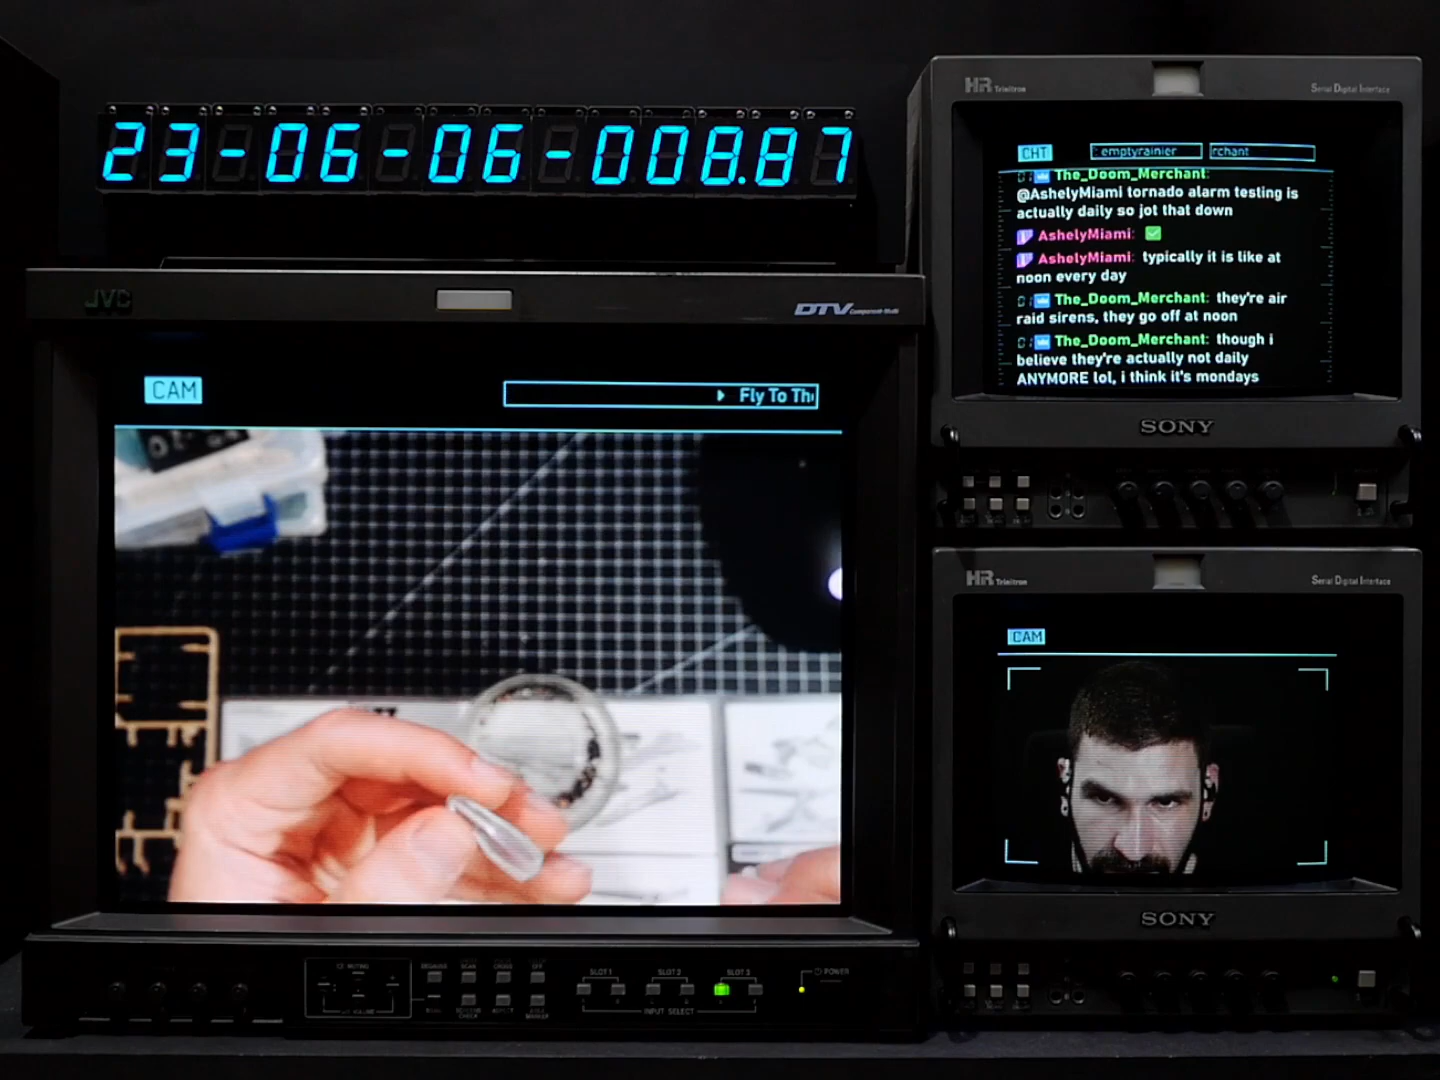 23-06-06-008.87
JVC
DTV
CAM
Fly To Th
SLOT 1
SLOT 2
SLOT 3
POWER
INPUT SELECT
HR Trinitron
Serial Digital Interface
CHT
emptyrainier
rchant
The_Doom_Merchant:
@AshelyMiami tornado alarm testing is
actually daily so jot that down
AshelyMiami: ✅
AshelyMiami: typically it is like at
noon every day
The_Doom_Merchant: they're air
raid sirens, they go off at noon
The_Doom_Merchant: though i
believe they're actually not daily
ANYMORE lol, i think it's mondays
SONY
HR Trinitron
Serial Digital Interface
CAM
SONY